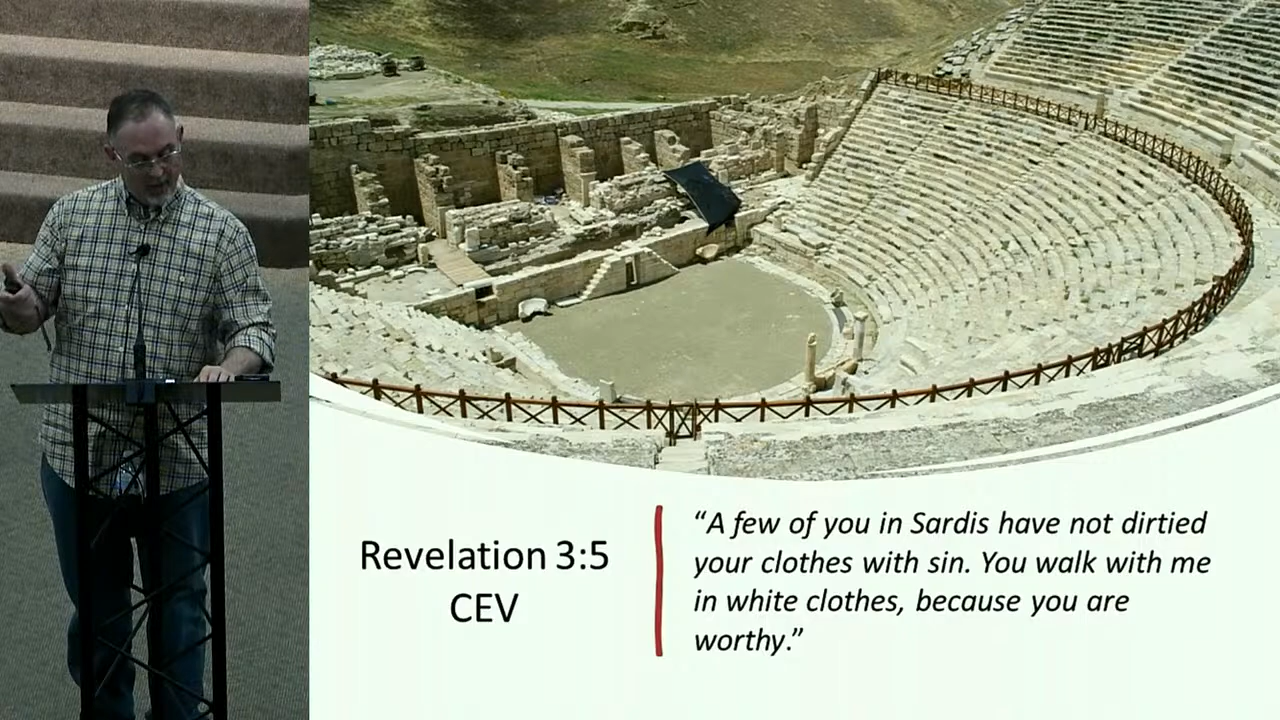 Revelation 3:5
CEV
“A few of you in Sardis have not dirtied
your clothes with sin. You walk with me
in white clothes, because you are
worthy.”